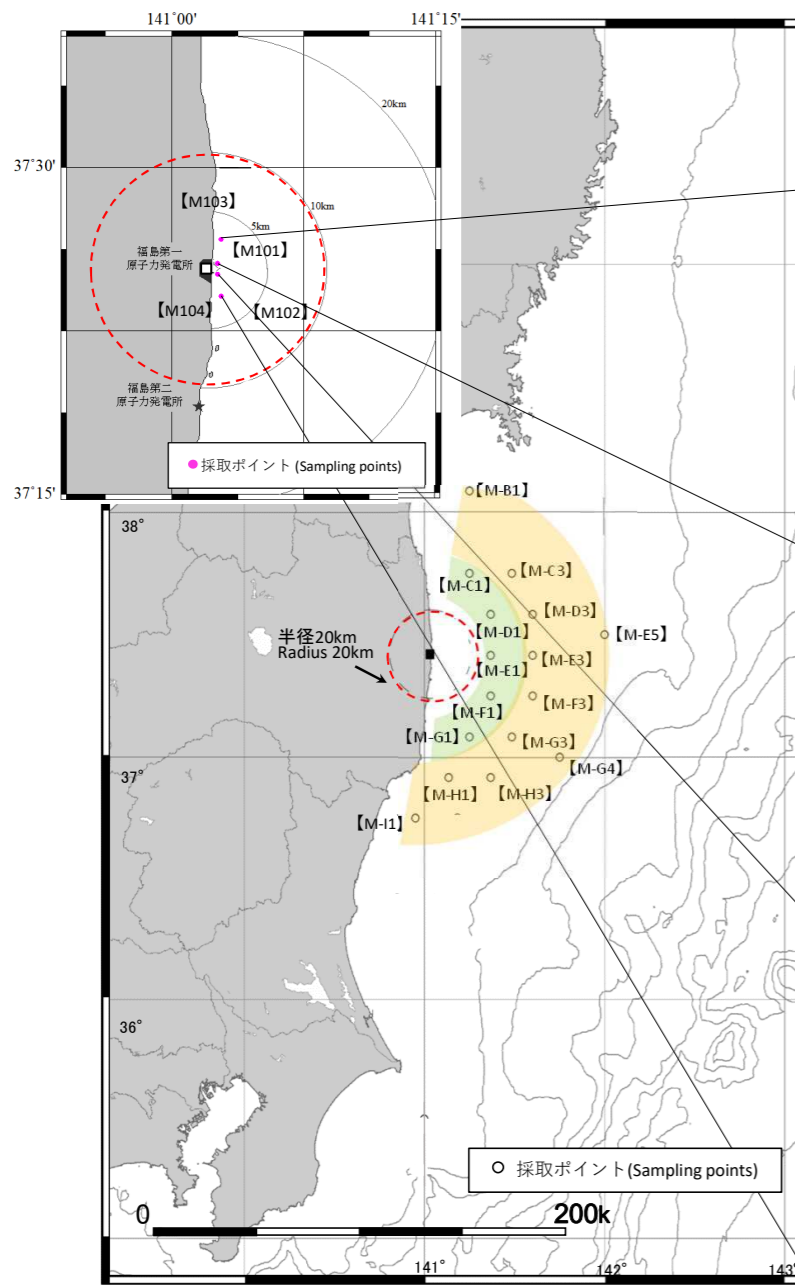 141°00'
141°15'
20km
37°30'
10km
【M103】
5km
【M101】
福島第一
原子力発電所
【M104】
【M102】
福島第二
原子力発電所
採取ポイント(Sampling points)
37°15'
38°
【M-B1】
【M-C1】
【M-C3】
【M-D3】
【M-D1】
【M-E5】
半径20km
Radius 20km
【M-E1】
【M-E3】
【M-F1】
【M-F3】
【M-G1】
【M-G3】
37°
【M-G4】
【M-H1】
【M-H3】
【M-I1】
36°
採取ポイント(Sampling points)
0
200k
141°
142°
143°